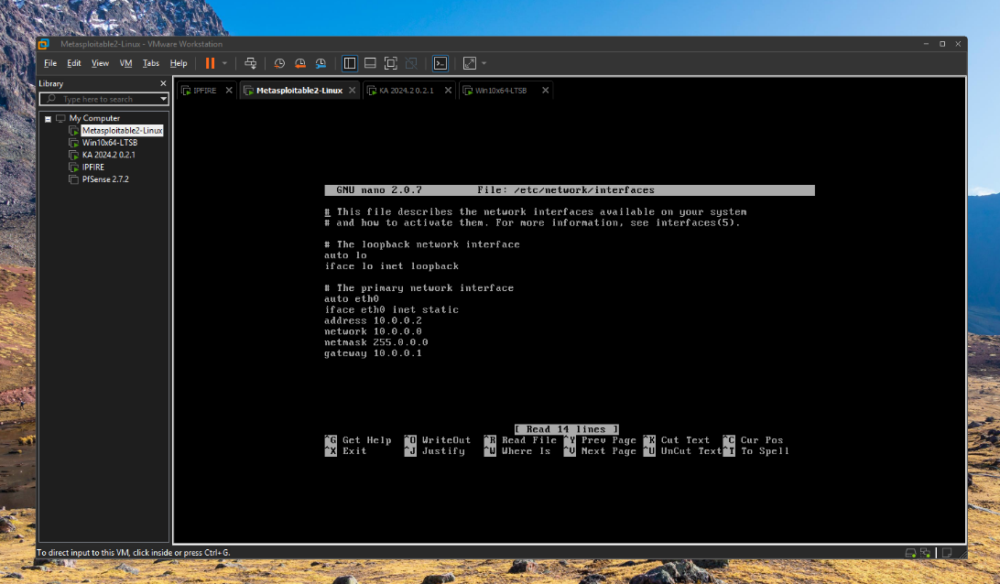 Metasploitable2-Linux - VMware Workstation
File Edit View VM Tabs Help
Library
Type here to search
My Computer
Metasploitable2-Linux
Win10x64-LTSB
KA 2024.2 0.2.1
IPFIRE
PfSense 2.7.2
IPFIRE Metasploitable2-Linux KA 2024.2 0.2.1 Win10x64-LTSB
GNU nano 2.0.7 File: /etc/network/interfaces
# This file describes the network interfaces available on your system
# and how to activate them. For more information, see interfaces(5).
# The loopback network interface
auto lo
iface lo inet loopback
# The primary network interface
auto eth0
iface eth0 inet static
address 10.0.0.2
network 10.0.0.0
netmask 255.0.0.0
gateway 10.0.0.1
[ Read 14 lines ]
^G Get Help ^O WriteOut ^R Read File ^Y Prev Page ^K Cut Text ^C Cur Pos
^X Exit ^J Justify ^W Where Is ^V Next Page ^U UnCut Text ^T To Spell
To direct input to this VM, click inside or press Ctrl+G.